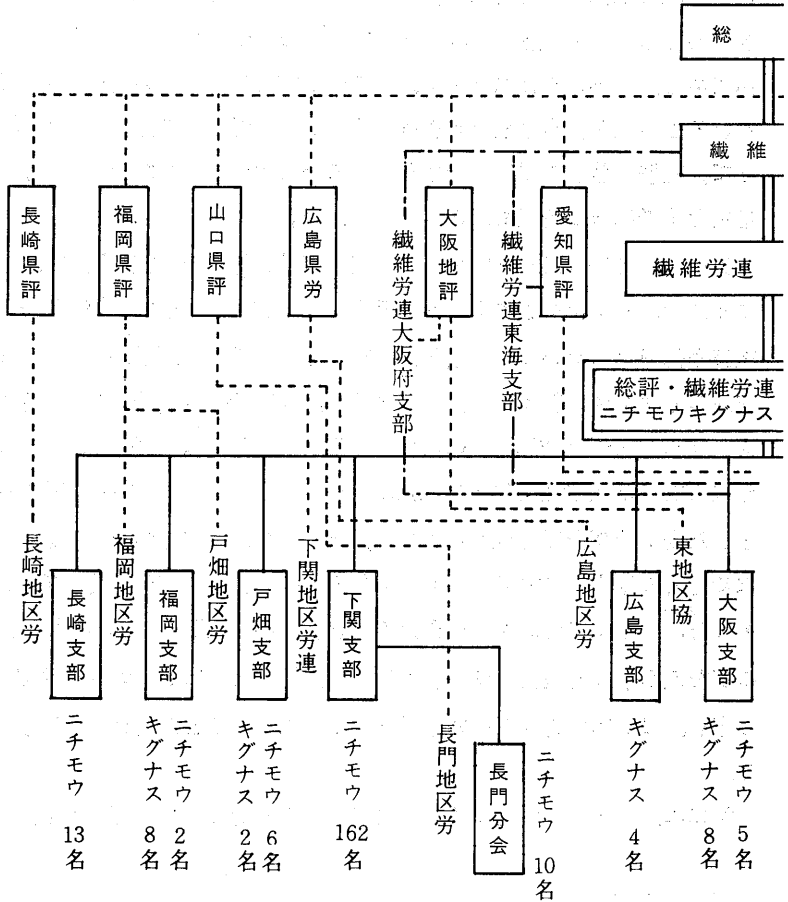 総
繊維
長崎県評
福岡県評
山口県評
広島県労
繊維労連大阪府支部
大阪地評
繊維労連東海支部
愛知県評
繊維労連
総評・繊維労連
ニチモウキグナス
長崎地区労
長崎支部
福岡地区労
福岡支部
戸畑地区労
戸畑支部
下関地区労連
下関支部
長門地区労
長門分会
広島地区労
広島支部
東地区協
大阪支部
ニチモウ 13名
ニチモウ 2名
キグナス 8名
ニチモウ 6名
キグナス 2名
ニチモウ 162名
ニチモウ 10名
キグナス 4名
ニチモウ 5名
キグナス 8名